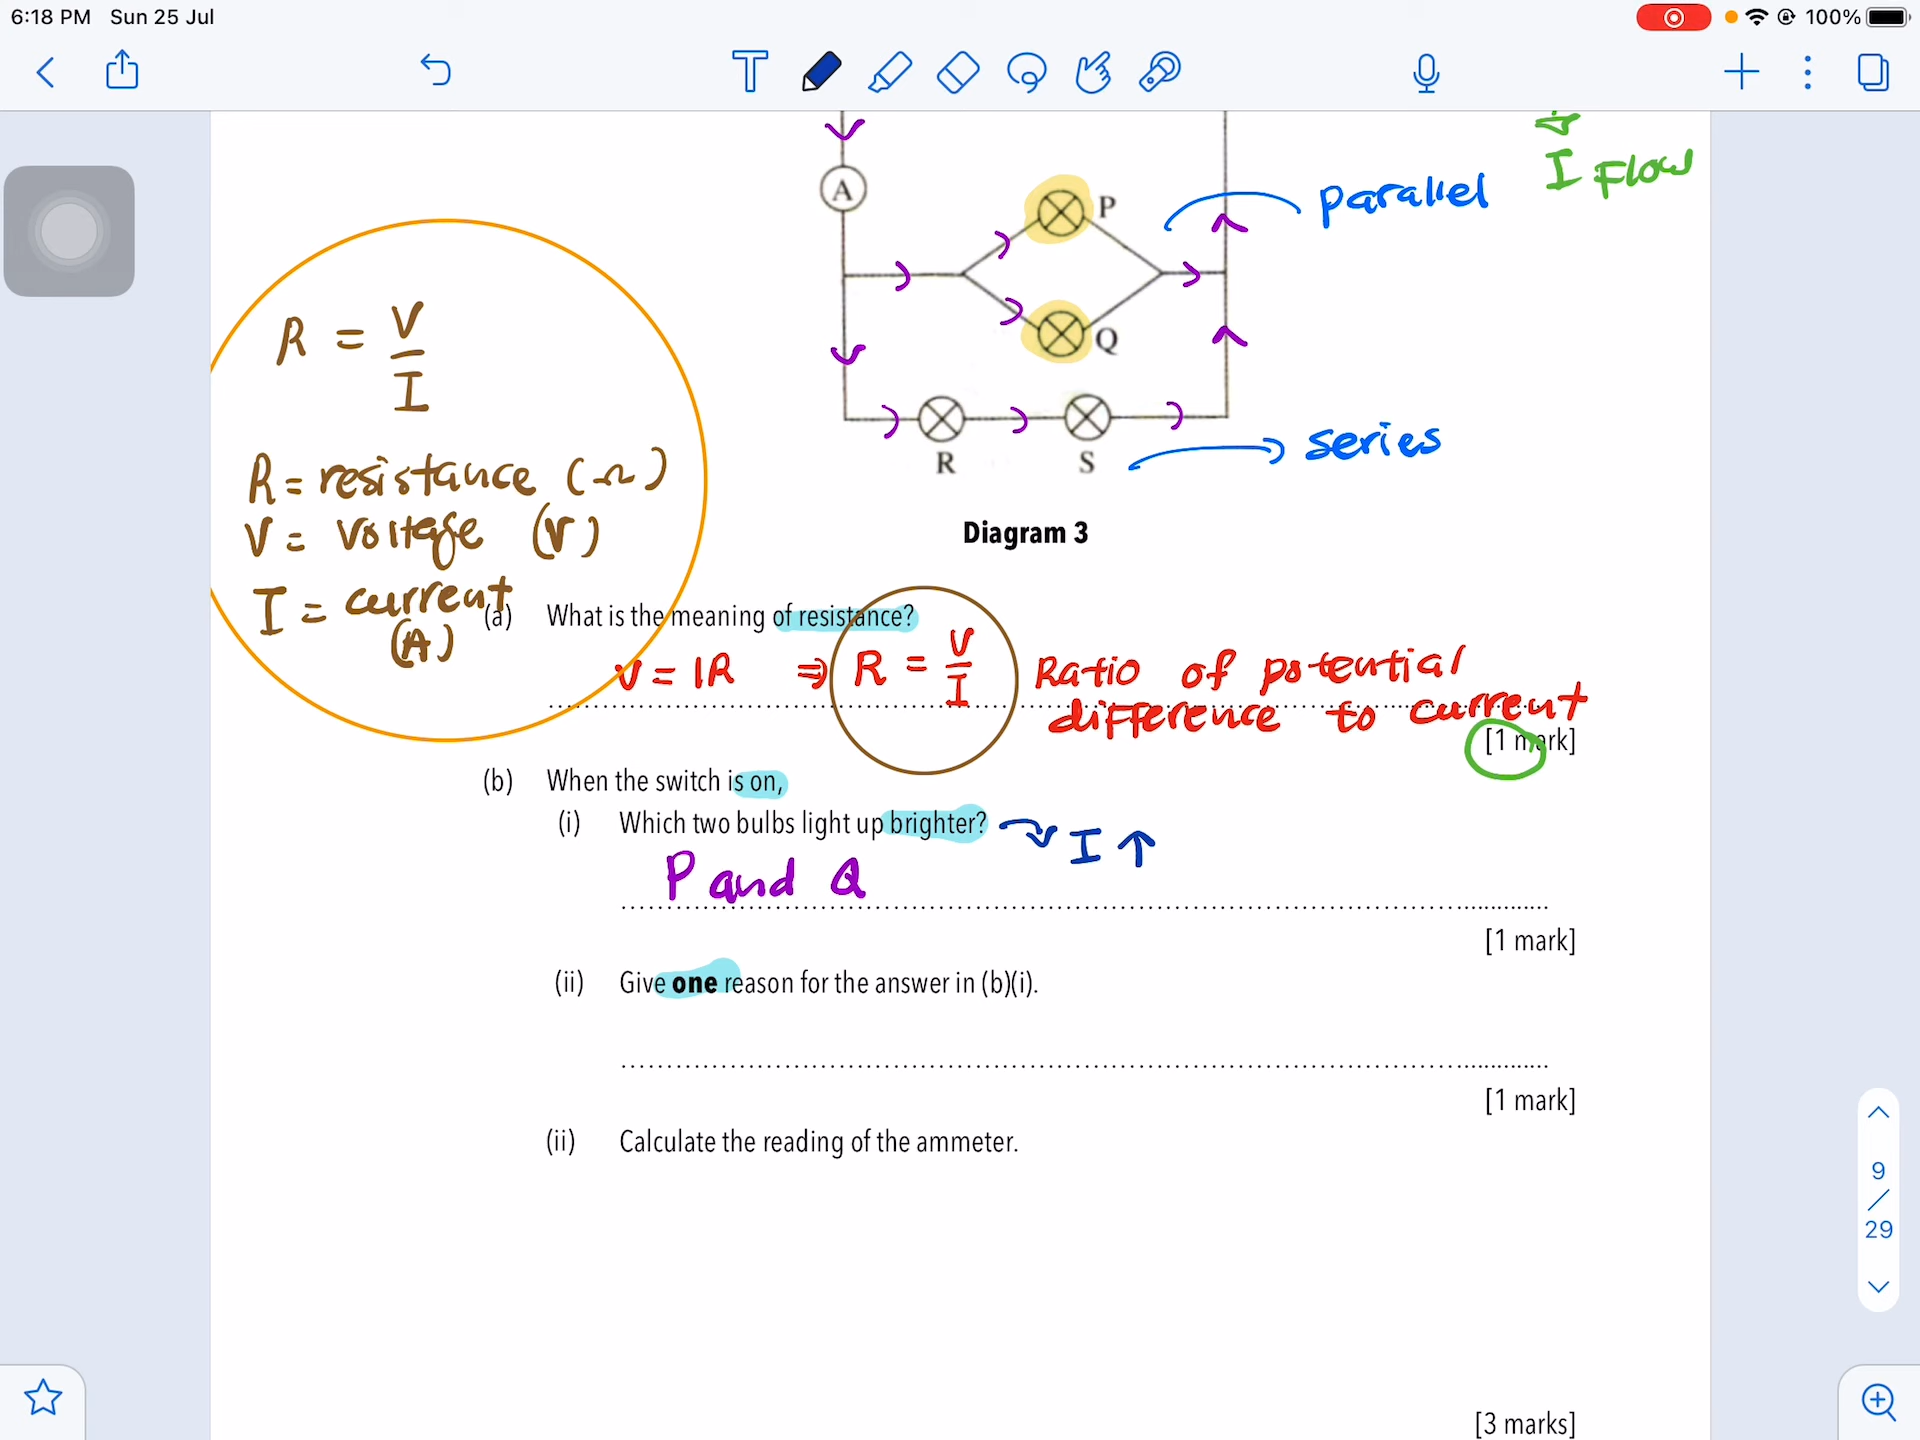 6:18 PM Sun 25 Jul
100%
T
I Flow
A
P
parallel
Q
R = V
I
R
S
series
R = resistance (Ω)
V = Voltage (V)
I = current
(A)
Diagram 3
(a) What is the meaning of resistance?
V = IR ⇒ R = V
I
Ratio of potential
difference to current
[1 mark]
(b) When the switch is on,
(i) Which two bulbs light up brighter?
I ↑
P and Q
[1 mark]
(ii) Give one reason for the answer in (b)(i).
[1 mark]
(ii) Calculate the reading of the ammeter.
9
/
29
[3 marks]